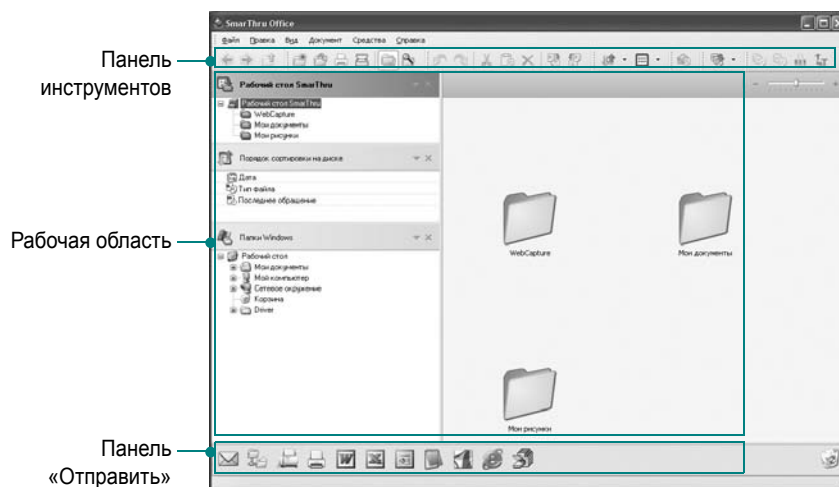 SmarThru Office
Файл Правка Вид Документ Средства Справка
Панель
инструментов
Рабочий стол SmarThru
Рабочий стол SmarThru
WebCapture
Мои документы
Мои рисунки
Порядок сортировки на диске
Дата
Тип файла
Последнее обращение
Рабочая область
Папки Windows
Рабочий стол
Мои документы
Мой компьютер
Сетевое окружение
Корзина
Driver
WebCapture
Мои документы
Мои рисунки
Панель
«Отправить»